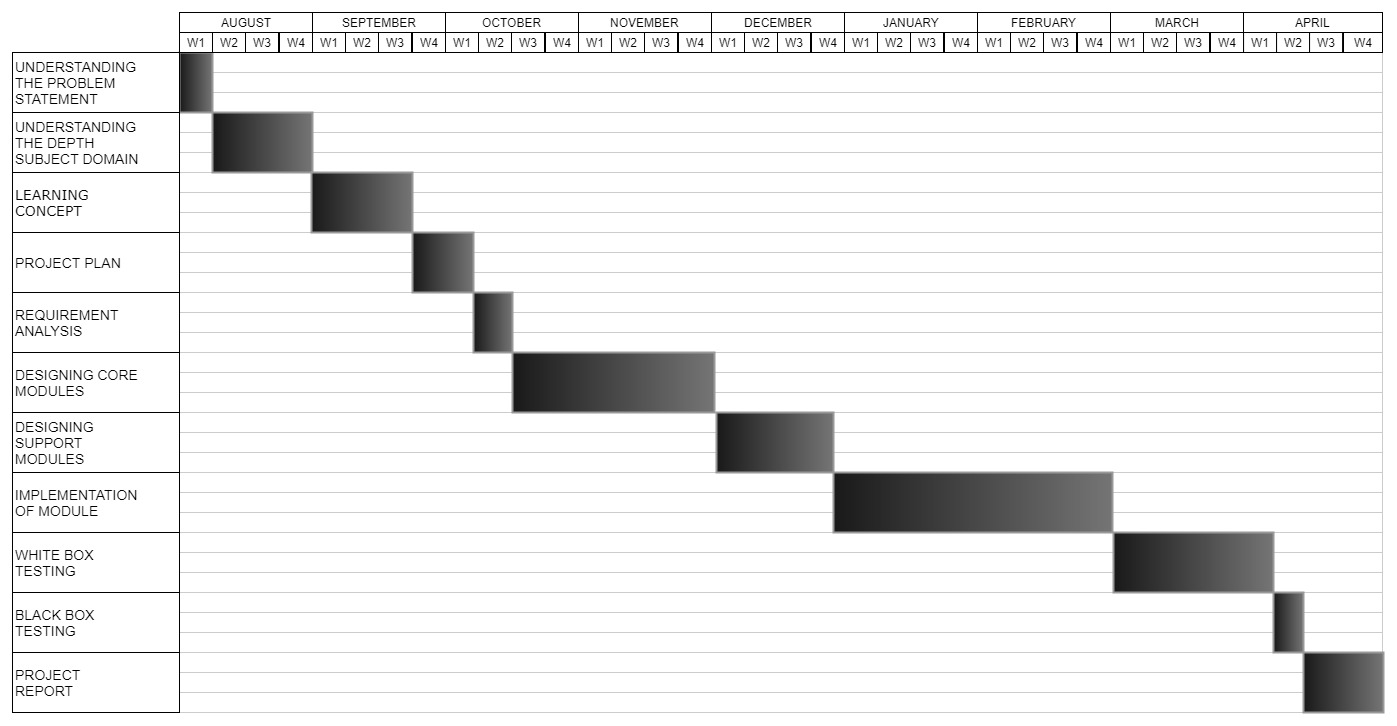 AUGUST SEPTEMBER OCTOBER NOVEMBER DECEMBER JANUARY FEBRUARY MARCH APRIL
W1 W2 W3 W4 W1 W2 W3 W4 W1 W2 W3 W4 W1 W2 W3 W4 W1 W2 W3 W4 W1 W2 W3 W4 W1 W2 W3 W4 W1 W2 W3 W4 W1 W2 W3 W4
UNDERSTANDING
THE PROBLEM
STATEMENT
UNDERSTANDING
THE DEPTH
SUBJECT DOMAIN
LEARNING
CONCEPT
PROJECT PLAN
REQUIREMENT
ANALYSIS
DESIGNING CORE
MODULES
DESIGNING
SUPPORT
MODULES
IMPLEMENTATION
OF MODULE
WHITE BOX
TESTING
BLACK BOX
TESTING
PROJECT
REPORT